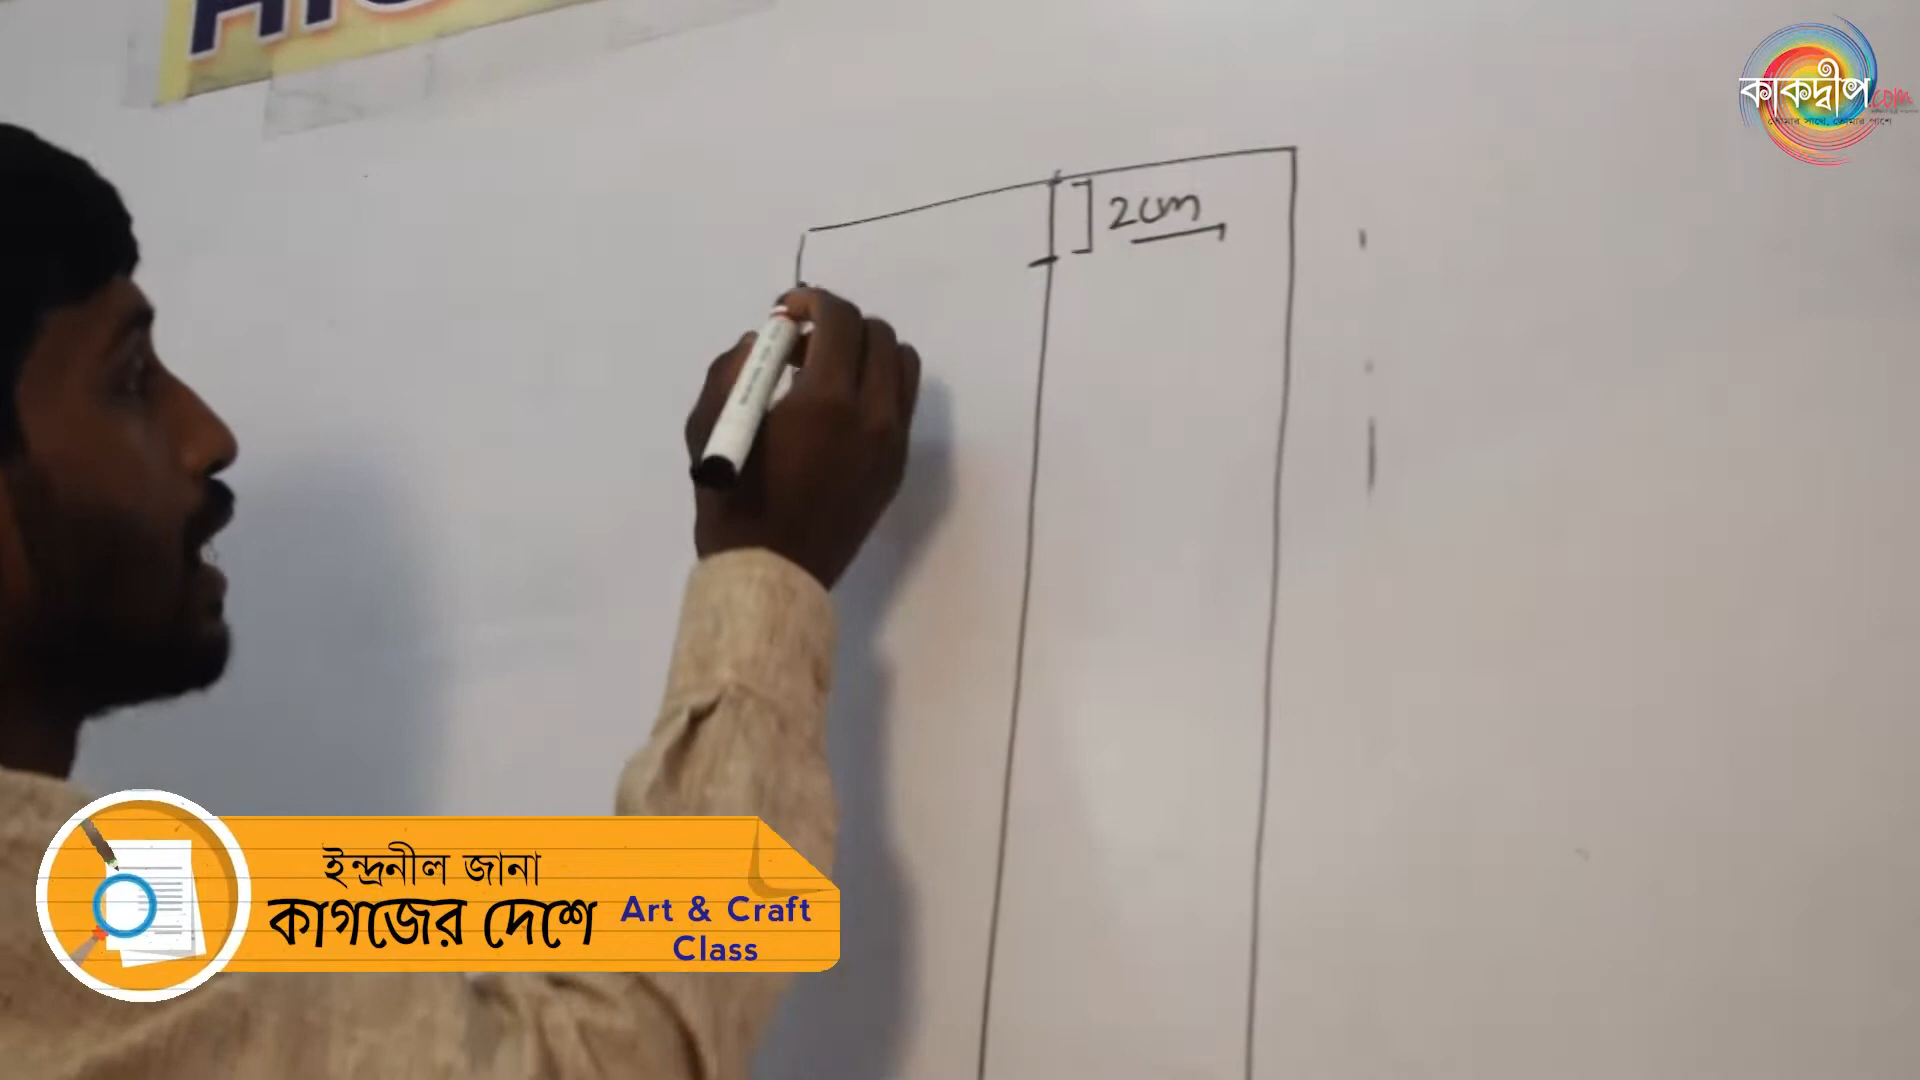 কাকদ্বীপ.com
তোমার সাথে, তোমার পাশে
2cm
ইন্দ্রনীল জানা
কাগজের দেশে
Art & Craft
Class